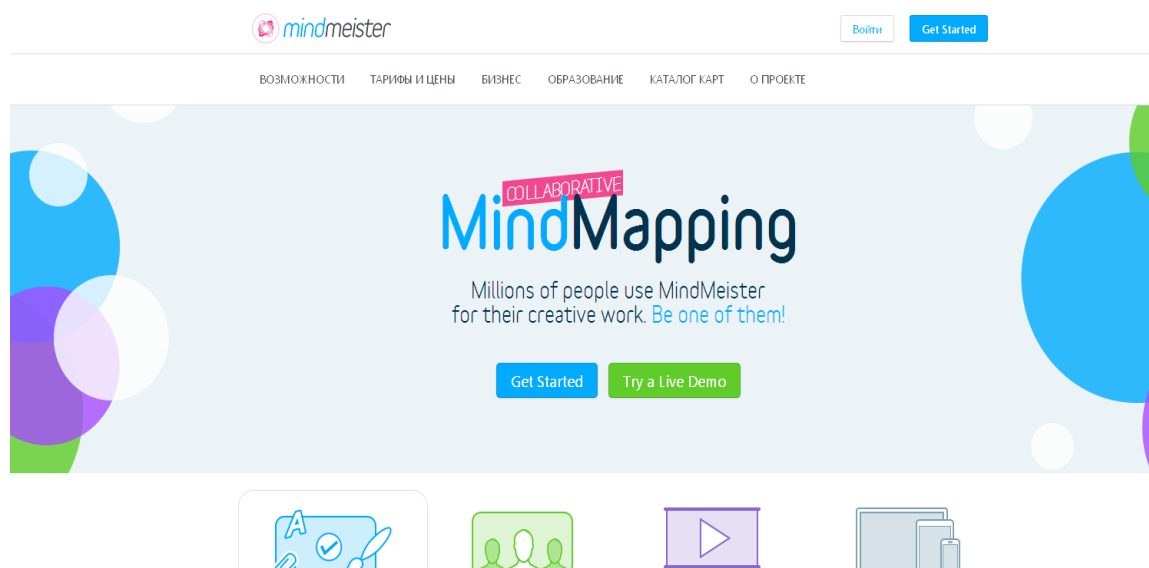 mindmeister
Войти
Get Started
ВОЗМОЖНОСТИ
ТАРИФЫ И ЦЕНЫ
БИЗНЕС
ОБРАЗОВАНИЕ
КАТАЛОГ КАРТ
О ПРОЕКТЕ
COLLABORATIVE
MindMapping
Millions of people use MindMeister
for their creative work. Be one of them!
Get Started
Try a Live Demo
A